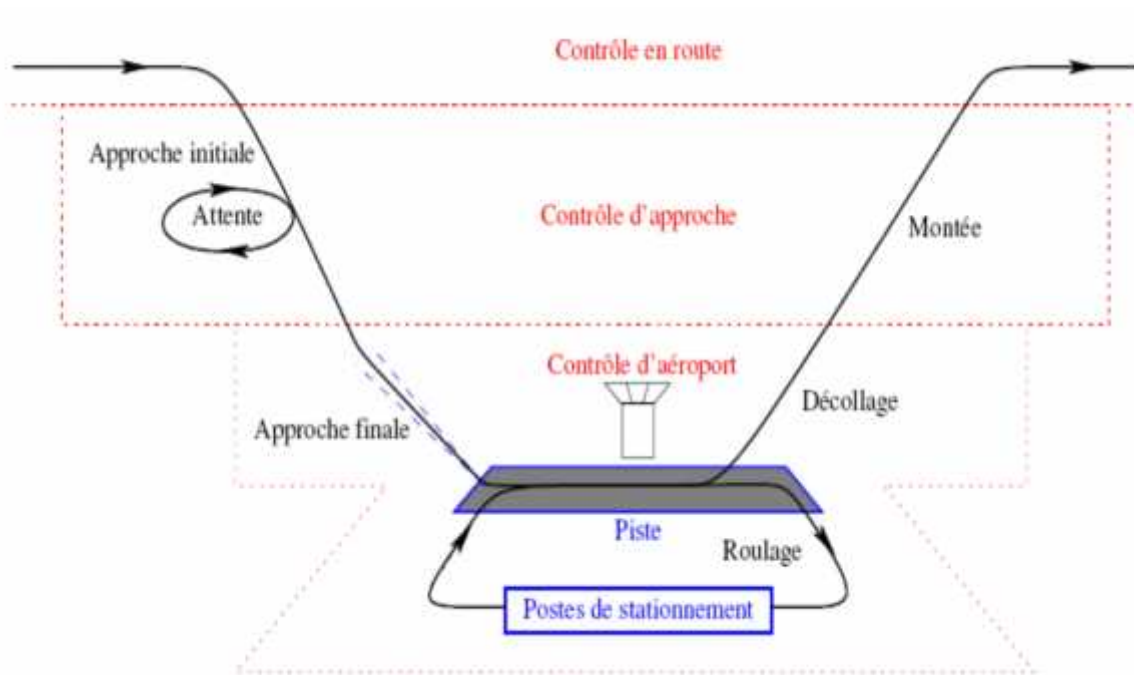 Contrôle en route
Approche initiale
Attente
Contrôle d'approche
Montée
Contrôle d'aéroport
Décollage
Approche finale
Piste
Roulage
Postes de stationnement